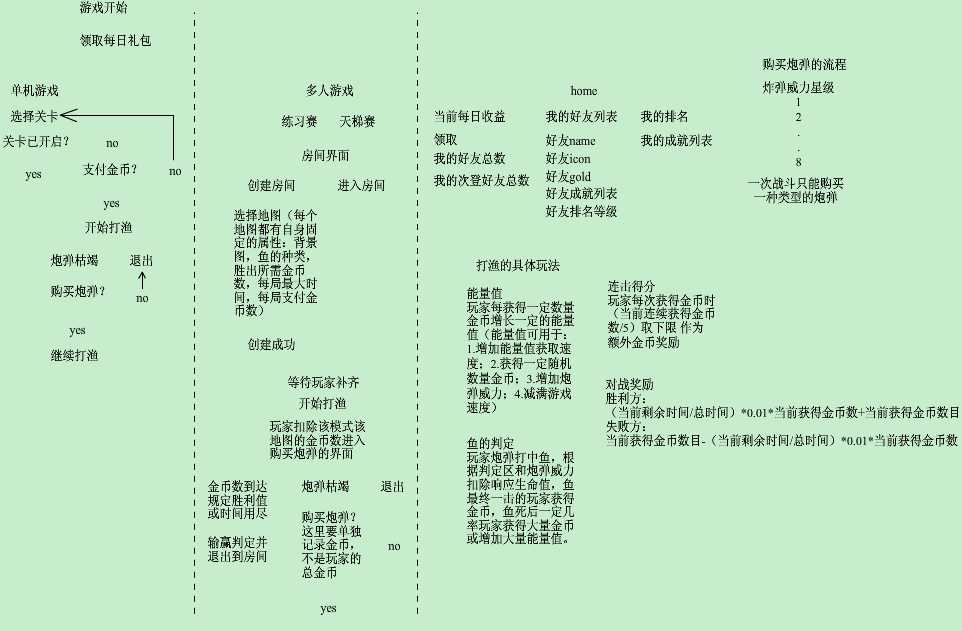 游戏开始
领取每日礼包
单机游戏
选择关卡
关卡已开启？
no
支付金币？
no
yes
yes
开始打渔
炮弹枯竭
退出
购买炮弹？
no
yes
继续打渔
多人游戏
练习赛
天梯赛
房间界面
创建房间
进入房间
选择地图（每个
地图都有自身固
定的属性：背景
图，鱼的种类，
胜出所需金币
数，每局最大时
间，每局支付金
币数）
创建成功
等待玩家补齐
开始打渔
玩家扣除该模式该
地图的金币数进入
购买炮弹的界面
金币数到达
规定胜利值
或时间用尽
输赢判定并
退出到房间
炮弹枯竭
退出
购买炮弹？
这里要单独
记录金币，
不是玩家的
总金币
no
yes
home
当前每日收益
领取
我的好友总数
我的次登好友总数
我的好友列表
好友name
好友icon
好友gold
好友成就列表
好友排名等级
我的排名
我的成就列表
购买炮弹的流程
炸弹威力星级
1
2
.
.
8
一次战斗只能购买
一种类型的炮弹
打渔的具体玩法
能量值
玩家每获得一定数量
金币增长一定的能量
值（能量值可用于：
1.增加能量值获取速
度；2.获得一定随机
数量金币；3.增加炮
弹威力；4.减满游戏
速度）
鱼的判定
玩家炮弹打中鱼，根
据判定区和炮弹威力
扣除响应生命值，鱼
最终一击的玩家获得
金币，鱼死后一定几
率玩家获得大量金币
或增加大量能量值。
连击得分
玩家每次获得金币时
（当前连续获得金币
数/5）取下限 作为
额外金币奖励
对战奖励
胜利方：
（当前剩余时间/总时间）*0.01*当前获得金币数+当前获得金币数目
失败方：
当前获得金币数目-（当前剩余时间/总时间）*0.01*当前获得金币数